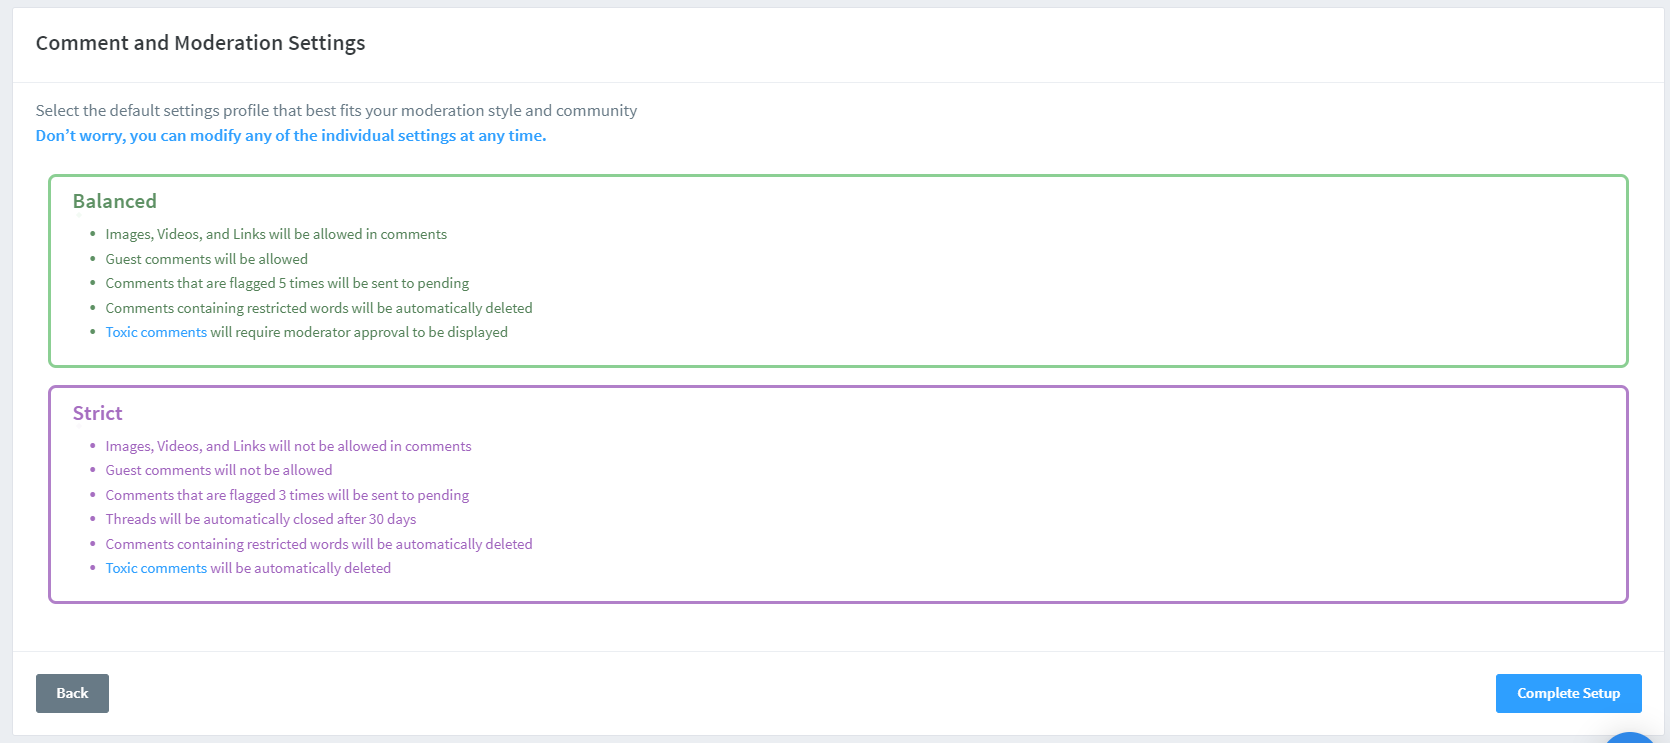 Comment and Moderation Settings
Select the default settings profile that best fits your moderation style and community
Don’t worry, you can modify any of the individual settings at any time.
Balanced
• Images, Videos, and Links will be allowed in comments
• Guest comments will be allowed
• Comments that are flagged 5 times will be sent to pending
• Comments containing restricted words will be automatically deleted
• Toxic comments will require moderator approval to be displayed
Strict
• Images, Videos, and Links will not be allowed in comments
• Guest comments will not be allowed
• Comments that are flagged 3 times will be sent to pending
• Threads will be automatically closed after 30 days
• Comments containing restricted words will be automatically deleted
• Toxic comments will be automatically deleted
Back
Complete Setup